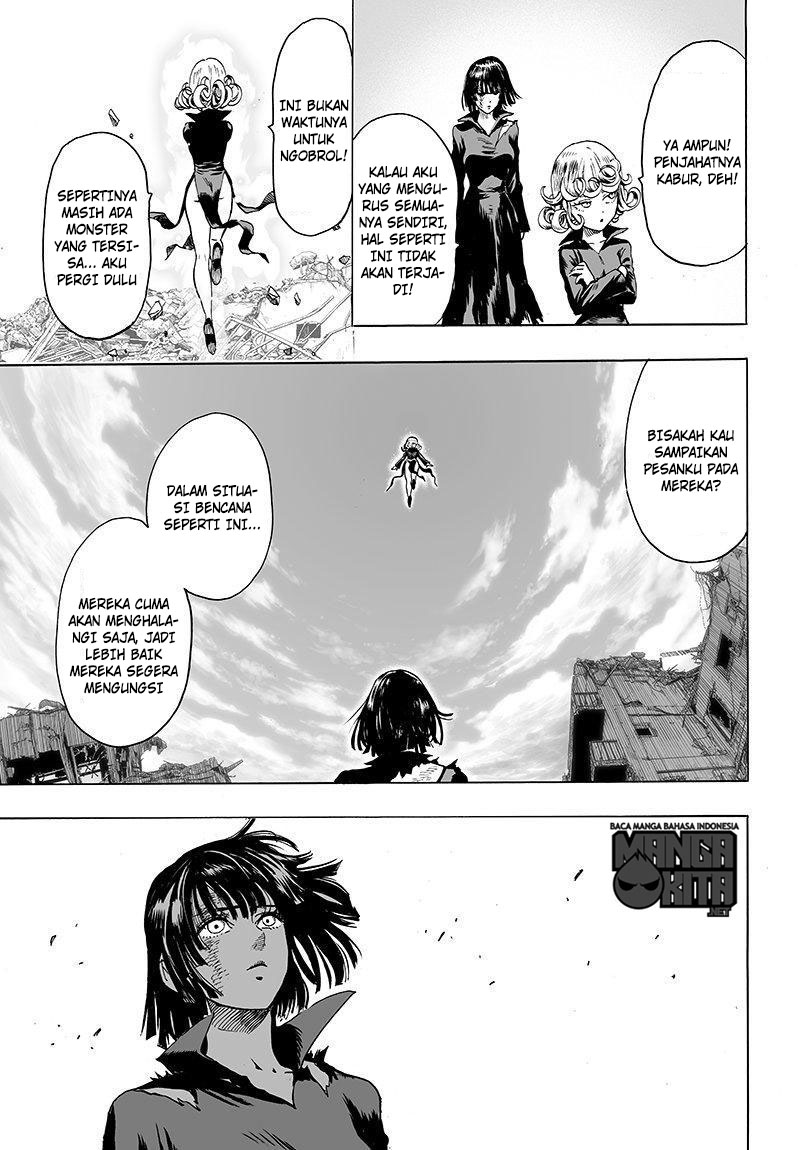 YA AMPUN!
PENJAHATNYA
KABUR, DEH!
KALAU AKU
YANG MENGU-
RUS SEMUA-
NYA SENDIRI,
HAL SEPERTI
INI TIDAK
AKAN TERJA-
DI!
INI BUKAN
WAKTUNYA
UNTUK
NGOBROL!
SEPERTINYA
MASIH ADA
MONSTER
YANG TERSI-
SA... AKU
PERGI DULU
BISAKAH KAU
SAMPAIKAN
PESANKU PADA
MEREKA?
DALAM SITUA-
SI BENCANA
SEPERTI INI...
MEREKA CUMA
AKAN MENGHALA-
NGI SAJA, JADI
LEBIH BAIK
MEREKA SEGERA
MENGUNGSI
BACA MANGA BAHASA INDONESIA
MANGA
KITA
.NET